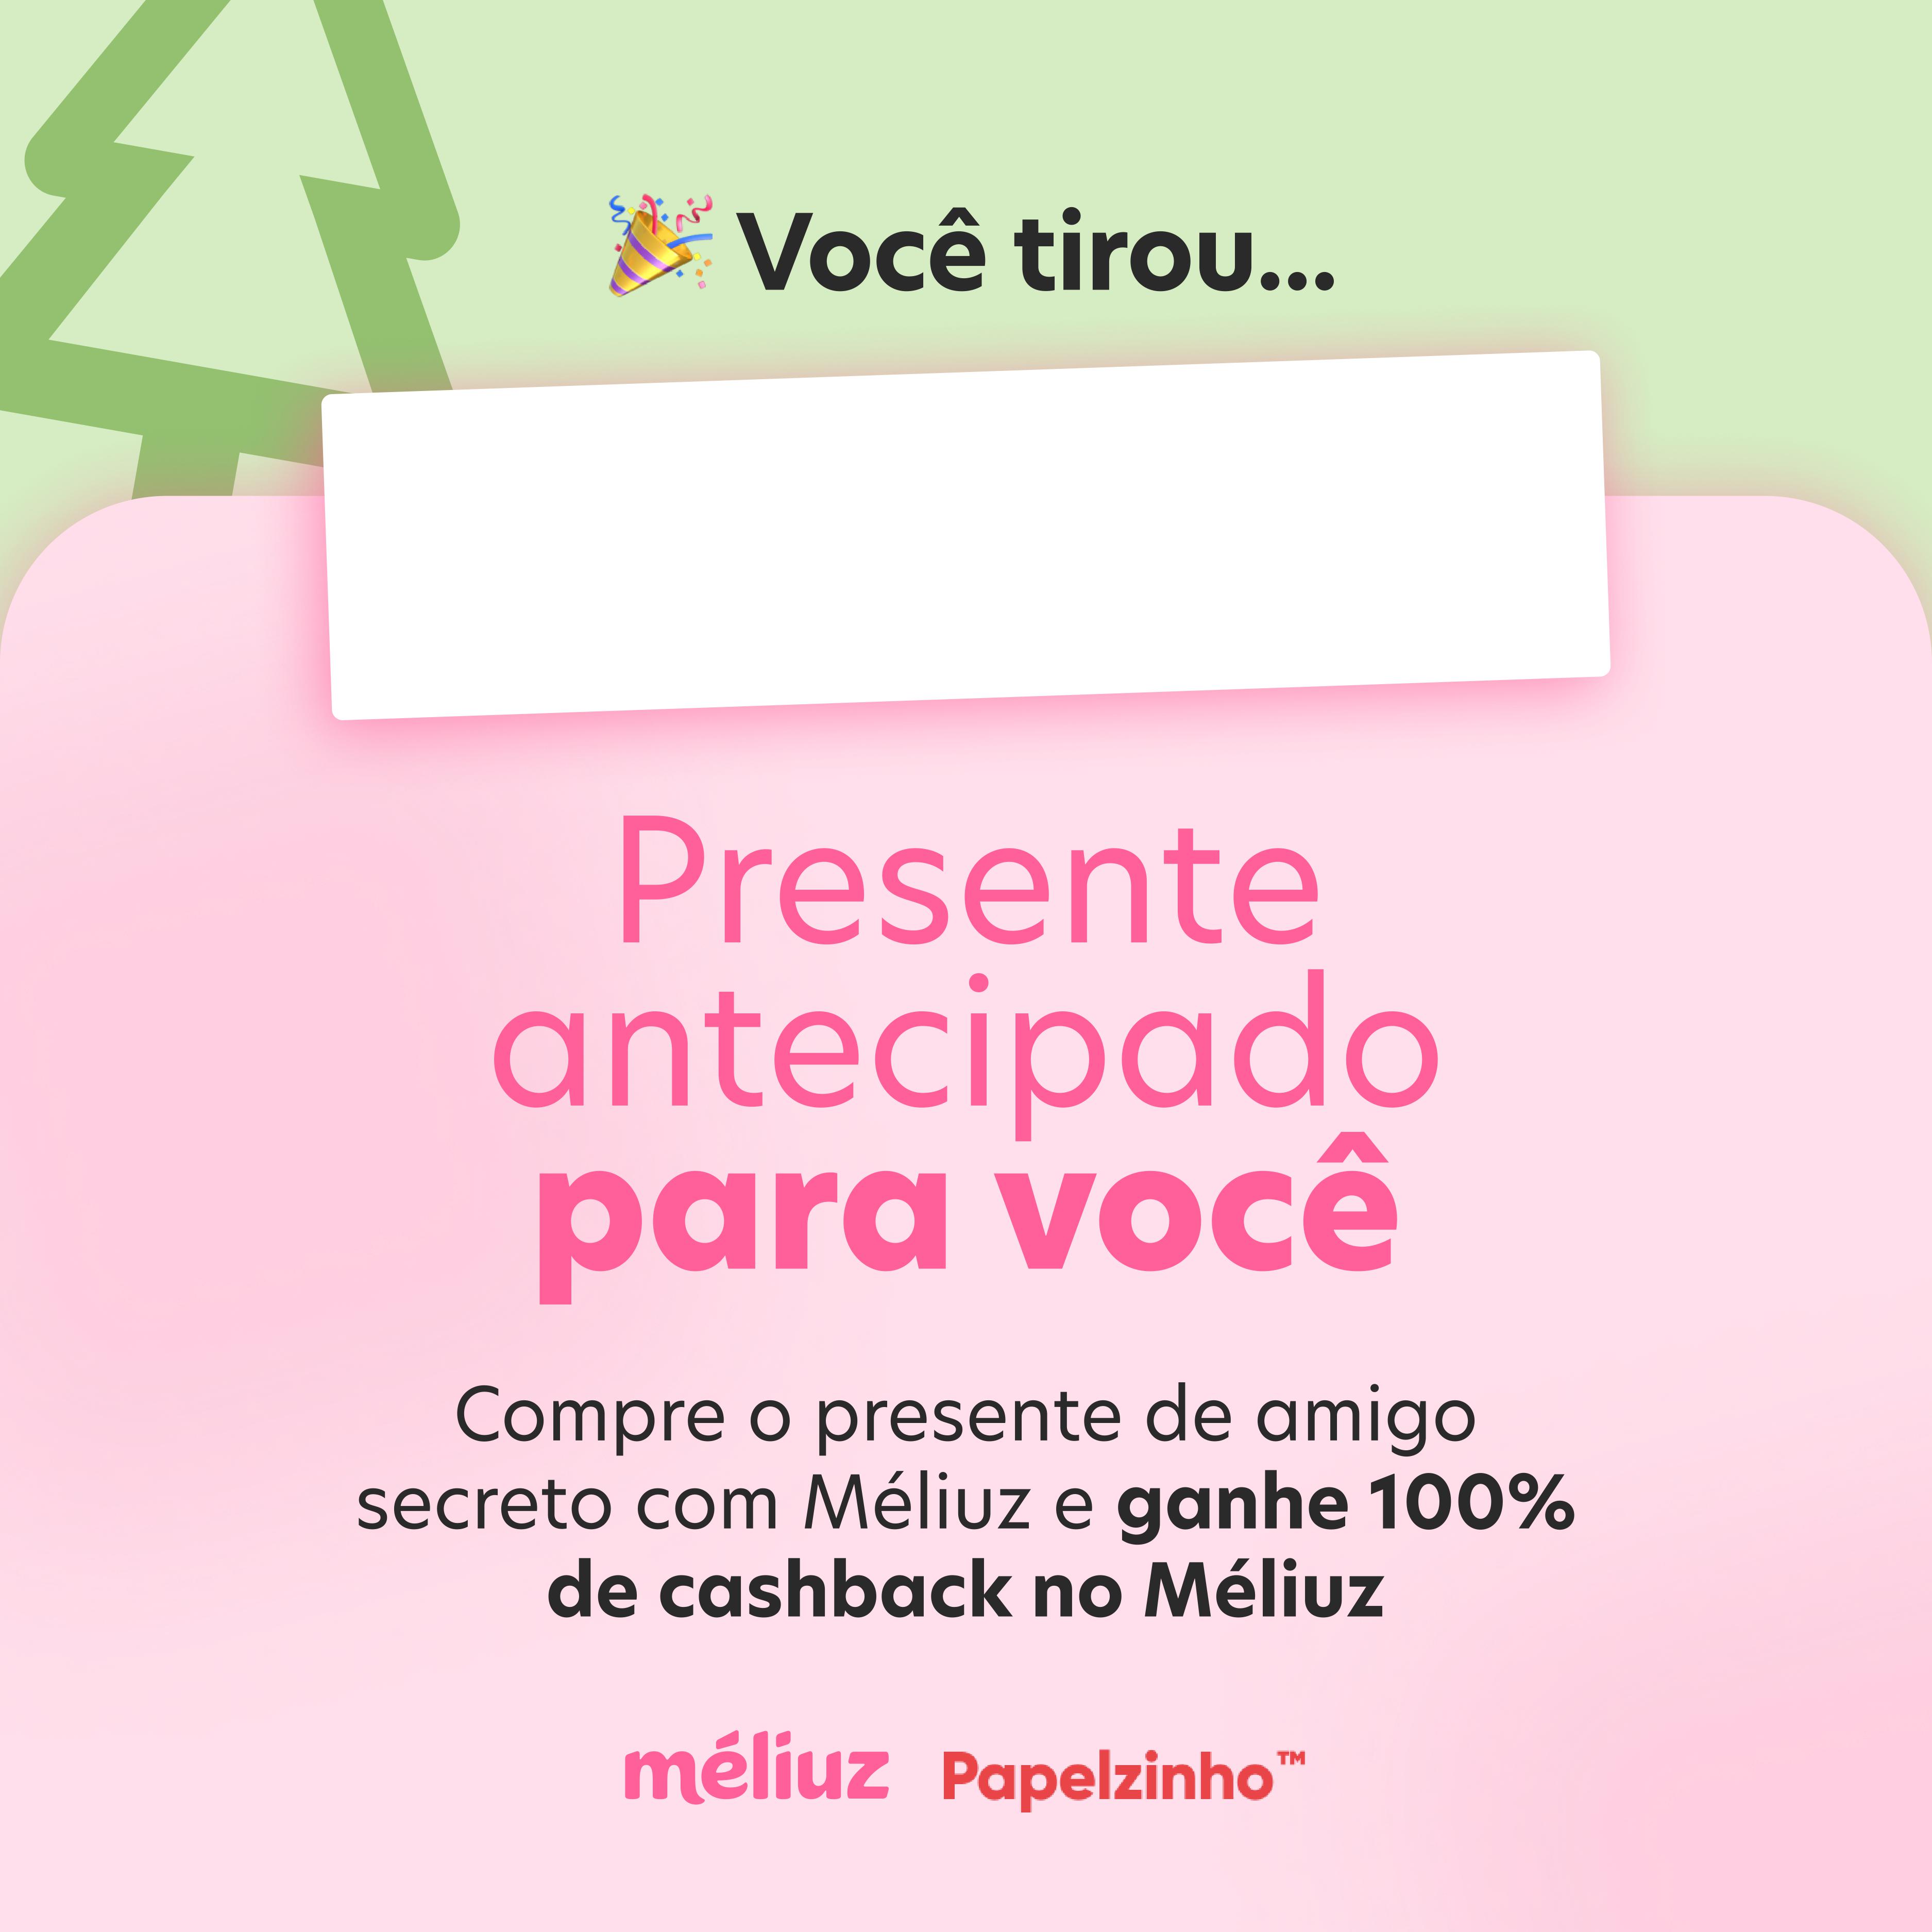 🎉 Você tirou...
Presente
antecipado
para você
Compre o presente de amigo
secreto com Méliuz e ganhe 100%
de cashback no Méliuz
méliuz Papelzinho™